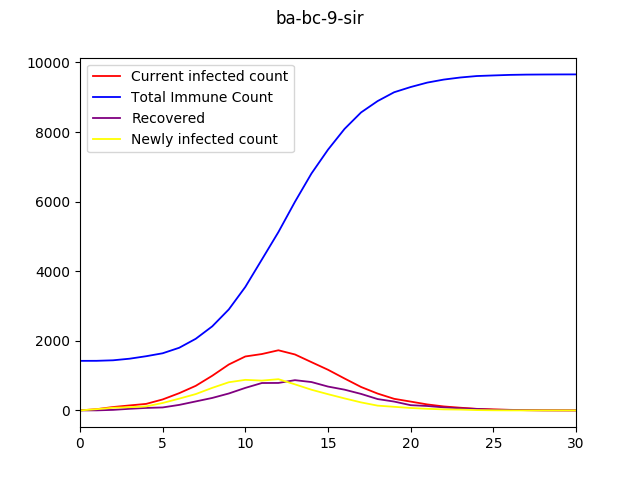 ba-bc-9-sir
10000
8000
6000
4000
2000
0
Current infected count
Total Immune Count
Recovered
Newly infected count
0 5 10 15 20 25 30